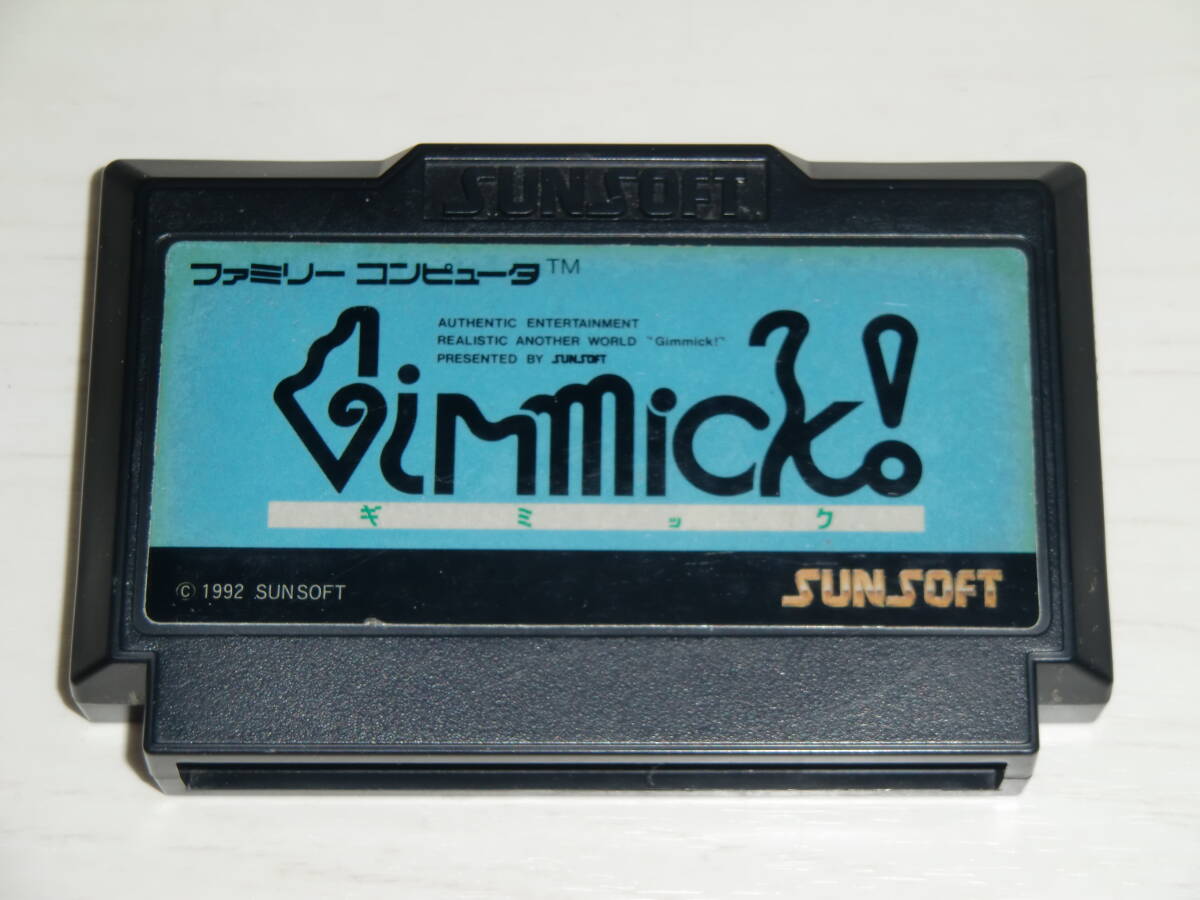 SUNSOFT
ファミリー コンピュータ™
AUTHENTIC ENTERTAINMENT
REALISTIC ANOTHER WORLD "Gimmick!"
PRESENTED BY SUNSOFT
Gimmick!
ギミック
© 1992 SUNSOFT
SUNSOFT